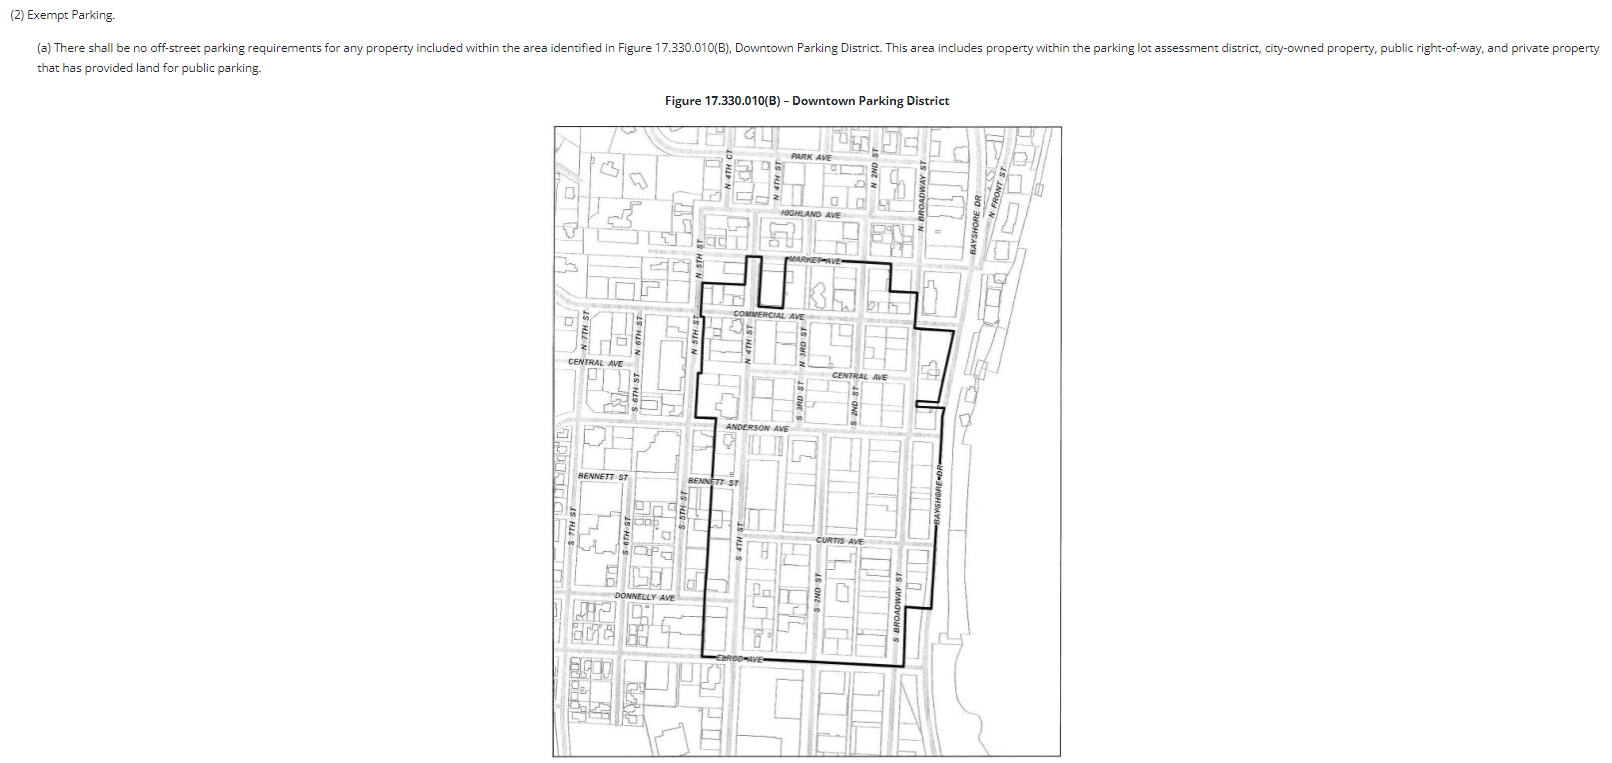 (2) Exempt Parking.
(a) There shall be no off-street parking requirements for any property included within the area identified in Figure 17.330.010(B), Downtown Parking District. This area includes property within the parking lot assessment district, city-owned property, public right-of-way, and private property
that has provided land for public parking.
Figure 17.330.010(B) – Downtown Parking District
PARK AVE
N 4TH CT
N 4TH ST
N 2ND ST
N BROADWAY ST
BAYSHORE DR
N FRONT ST
HIGHLAND AVE
N 5TH ST
MARKET AVE
COMMERCIAL AVE
N 7TH ST
N 6TH ST
N 5TH ST
N 4TH ST
N 3RD ST
CENTRAL AVE
CENTRAL AVE
S 6TH ST
S 3RD ST
S 2ND ST
ANDERSON AVE
BENNETT ST
BENNETT ST
BAYSHORE DR
S 7TH ST
S 6TH ST
S 5TH ST
S 4TH ST
CURTIS AVE
S 2ND ST
S BROADWAY ST
DONNELLY AVE
ELROD AVE